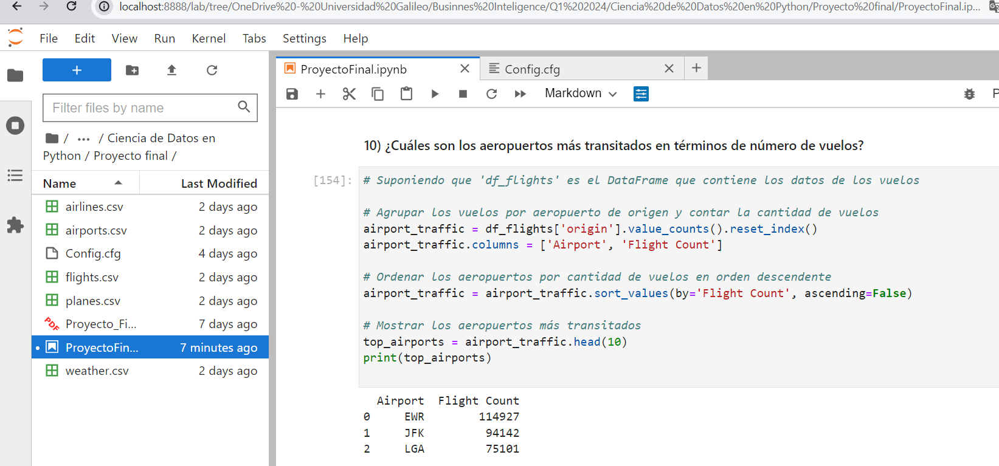 localhost:8888/lab/tree/OneDrive%20-%20Universidad%20Galileo/Businnes%20Inteligence/Q1%202024/Ciencia%20de%20Datos%20en%20Python/Proyecto%20final/ProyectoFinal.ip...
File Edit View Run Kernel Tabs Settings Help
ProyectoFinal.ipynb
Config.cfg
Markdown
P
Filter files by name
/ ... / Ciencia de Datos en
Python / Proyecto final /
Name Last Modified
airlines.csv 2 days ago
airports.csv 2 days ago
Config.cfg 4 days ago
flights.csv 2 days ago
planes.csv 2 days ago
PDF Proyecto_Fi... 7 days ago
ProyectoFin... 7 minutes ago
weather.csv 2 days ago
10) ¿Cuáles son los aeropuertos más transitados en términos de número de vuelos?
[154]: # Suponiendo que 'df_flights' es el DataFrame que contiene los datos de los vuelos
# Agrupar los vuelos por aeropuerto de origen y contar la cantidad de vuelos
airport_traffic = df_flights['origin'].value_counts().reset_index()
airport_traffic.columns = ['Airport', 'Flight Count']
# Ordenar los aeropuertos por cantidad de vuelos en orden descendente
airport_traffic = airport_traffic.sort_values(by='Flight Count', ascending=False)
# Mostrar los aeropuertos más transitados
top_airports = airport_traffic.head(10)
print(top_airports)
Airport Flight Count
0 EWR 114927
1 JFK 94142
2 LGA 75101